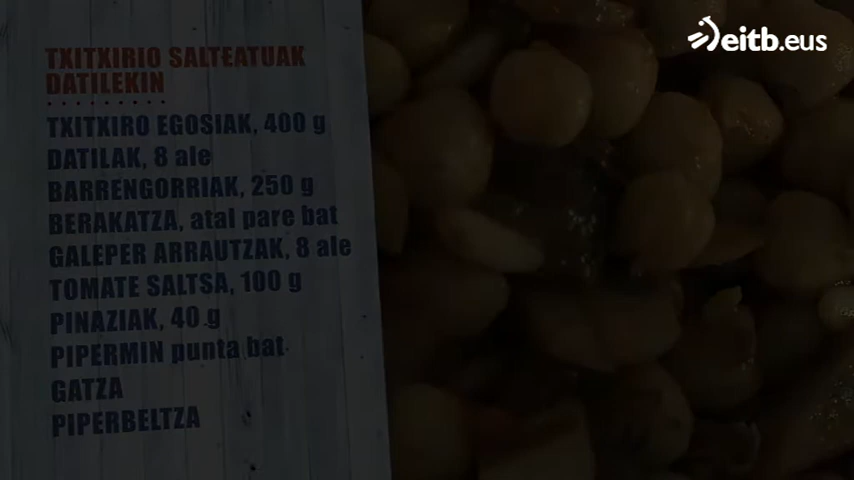 eitb.eus
TXITXIRIO SALTEATUAK
DATILEKIN
TXITXIRO EGOSIAK, 400 g
DATILAK, 8 ale
BARRENGORRIAK, 250 g
BERAKATZA, atal pare bat
GALEPER ARRAUTZAK, 8 ale
TOMATE SALTSA, 100 g
PINAZIAK, 40 g
PIPERMIN punta bat
GATZA
PIPERBELTZA